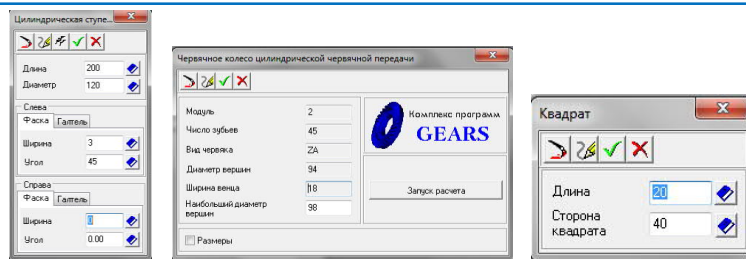 Цилиндрическая ступе...
Длина 200
Диаметр 120
Слева
Фаска Галтель
Ширина 3
Угол 45
Справа
Фаска Галтель
Ширина 0
Угол 0.00
Червячное колесо цилиндрической червячной передачи
Модуль 2
Число зубьев 45
Вид червяка ZA
Диаметр вершин 94
Ширина венца 18
Наибольший диаметр
вершин 98
Размеры
Комплекс программ
GEARS
Запуск расчета
Квадрат
Длина 20
Сторона
квадрата 40